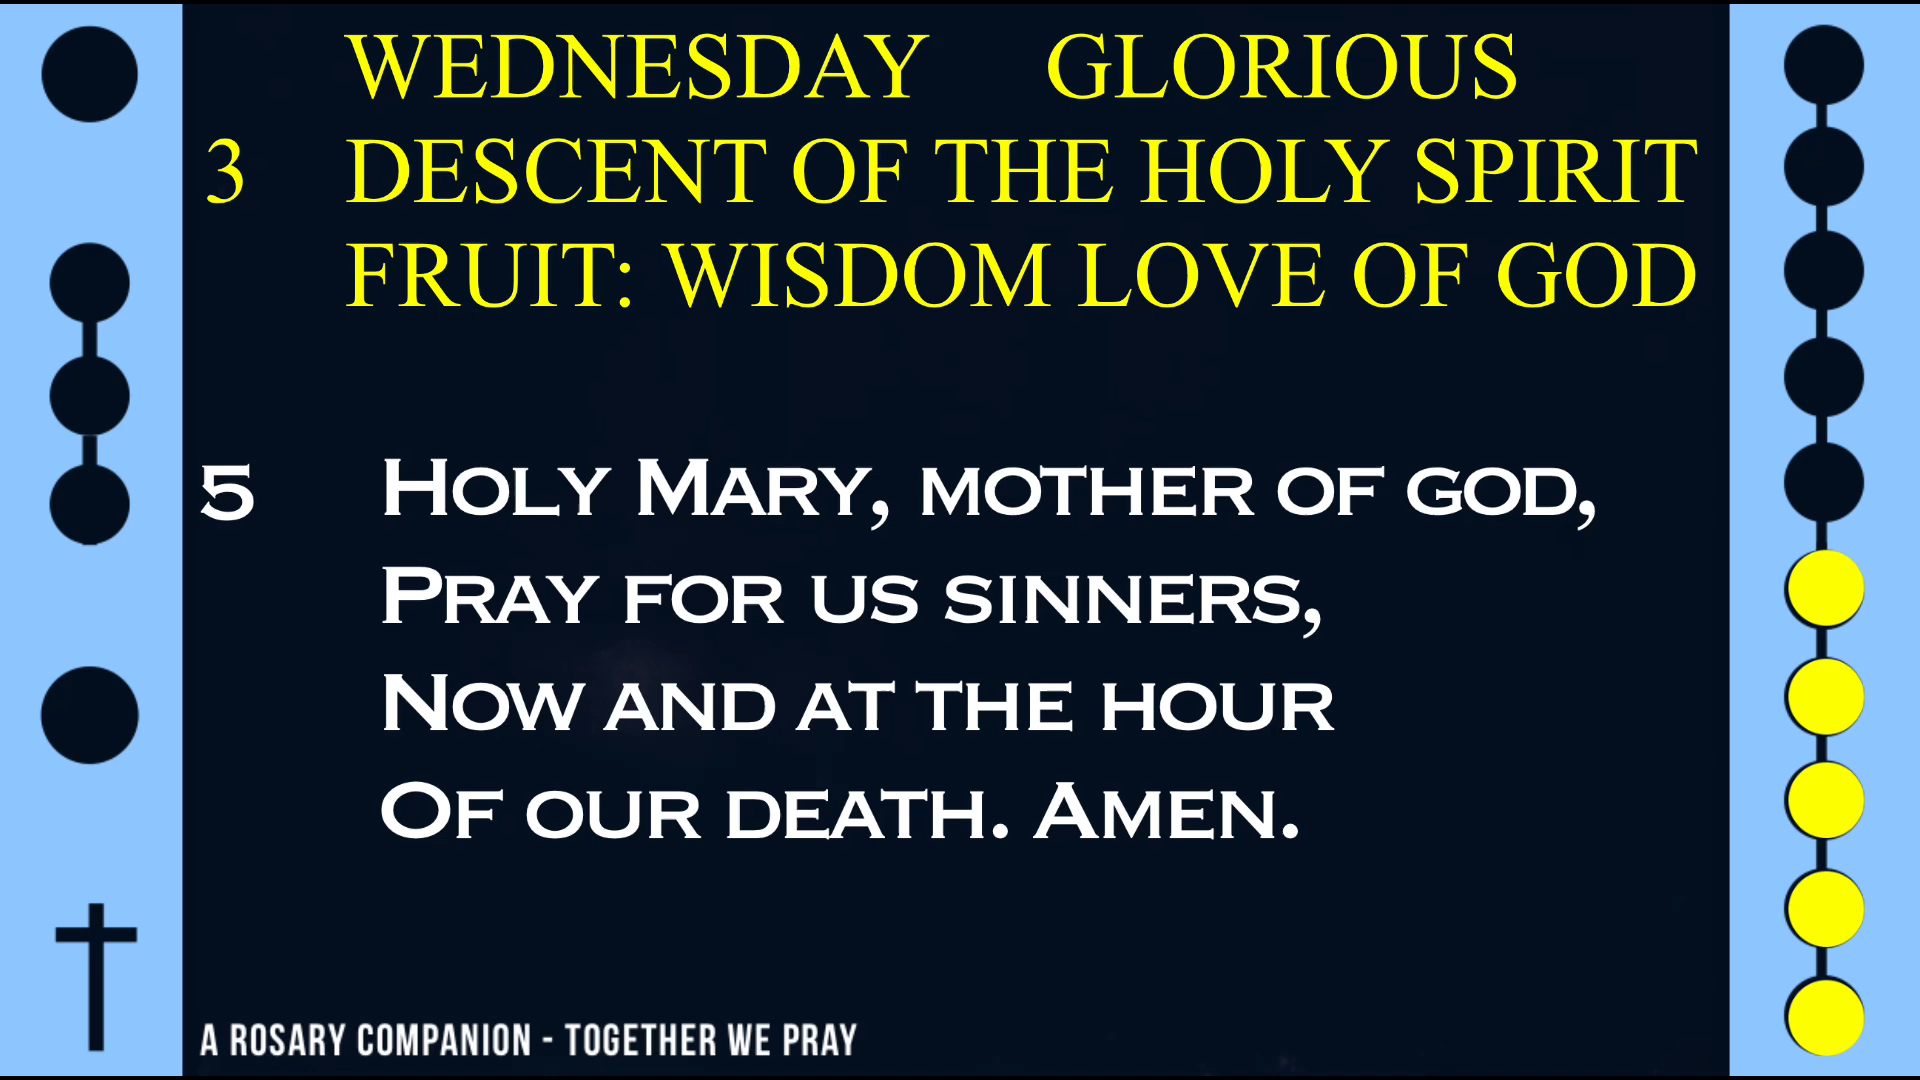 WEDNESDAY GLORIOUS
3 DESCENT OF THE HOLY SPIRIT
FRUIT: WISDOM LOVE OF GOD
5 Holy Mary, mother of god,
Pray for us sinners,
Now and at the hour
Of our death. Amen.
A ROSARY COMPANION - TOGETHER WE PRAY